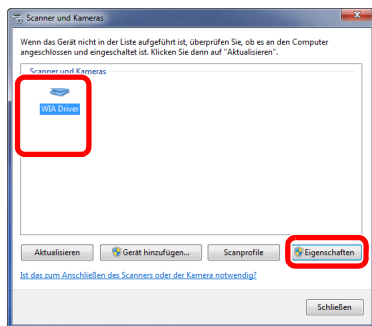 Scanner und Kameras
Wenn das Gerät nicht in der Liste aufgeführt ist, überprüfen Sie, ob es an den Computer
angeschlossen und eingeschaltet ist. Klicken Sie dann auf "Aktualisieren".
Scanner und Kameras
WIA Driver
Aktualisieren Gerät hinzufügen... Scanprofile Eigenschaften
Ist das zum Anschließen des Scanners oder der Kamera notwendig?
Schließen